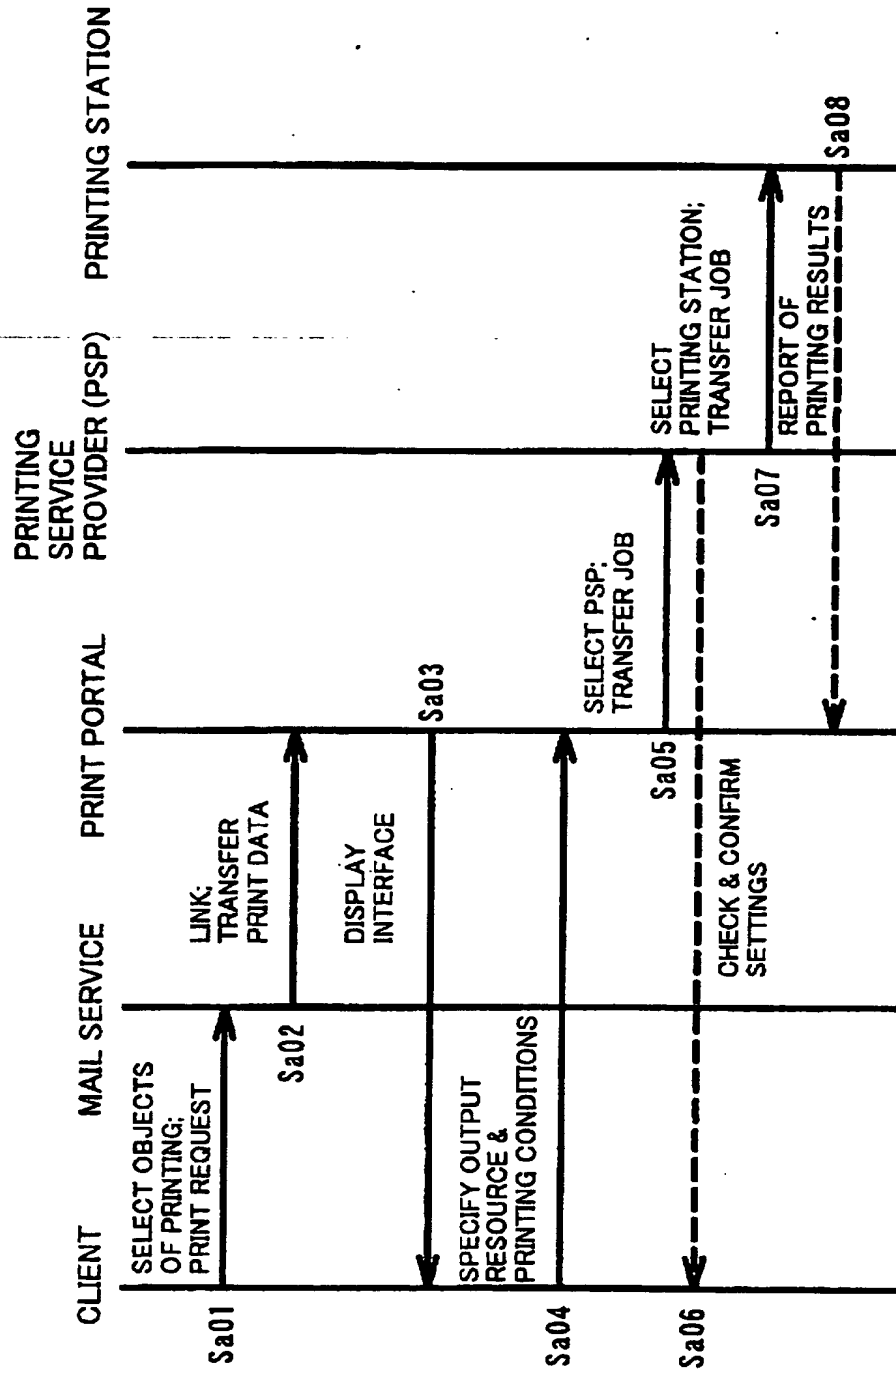 CLIENT
MAIL SERVICE
PRINT PORTAL
PRINTING
SERVICE
PROVIDER (PSP)
PRINTING STATION
Sa01
SELECT OBJECTS
OF PRINTING;
PRINT REQUEST
Sa02
LINK;
TRANSFER
PRINT DATA
DISPLAY
INTERFACE
Sa03
Sa04
SPECIFY OUTPUT
RESOURCE &
PRINTING CONDITIONS
Sa05
SELECT PSP;
TRANSFER JOB
Sa06
CHECK & CONFIRM
SETTINGS
SELECT
PRINTING STATION;
TRANSFER JOB
Sa07
REPORT OF
PRINTING RESULTS
Sa08